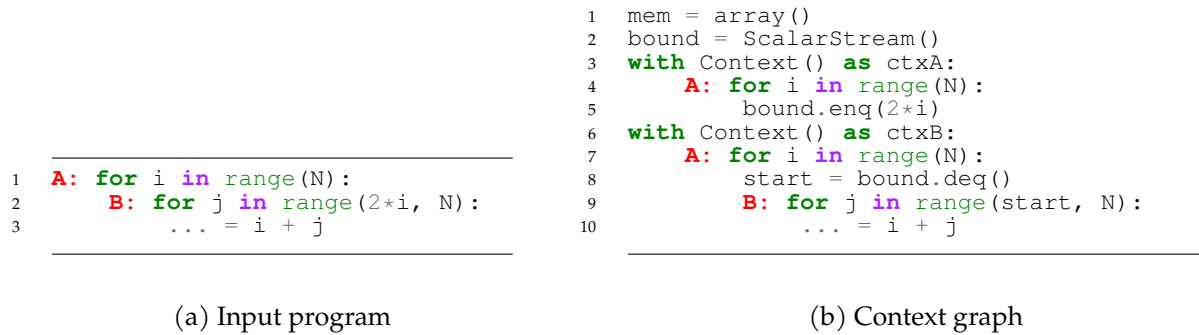 1 A: for i in range(N):
2 B: for j in range(2*i, N):
3 ... = i + j
(a) Input program
1 mem = array()
2 bound = ScalarStream()
3 with Context() as ctxA:
4 A: for i in range(N):
5 bound.enq(2*i)
6 with Context() as ctxB:
7 A: for i in range(N):
8 start = bound.deq()
9 B: for j in range(start, N):
10 ... = i + j
(b) Context graph